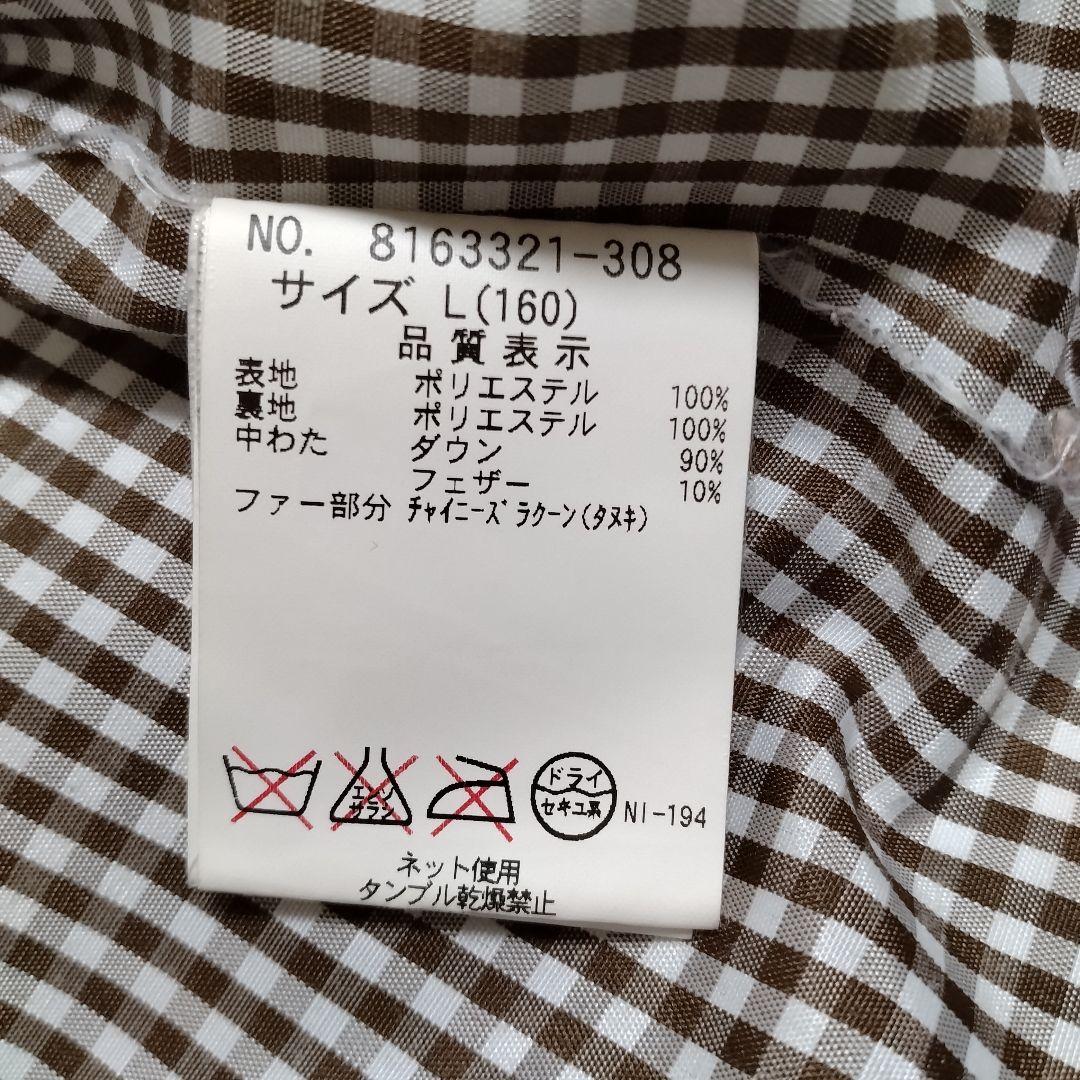 NO. 8163321-308
サイズ L(160)
品質表示
表地 ポリエステル 100%
裏地 ポリエステル 100%
中わた ダウン 90%
フェザー 10%
ファー部分 ﾁｬｲﾆｰｽﾞﾗｸｰﾝ(ﾀﾇｷ)
エンソ
サラシ
ドライ
セキユ系
NI-194
ネット使用
タンブル乾燥禁止